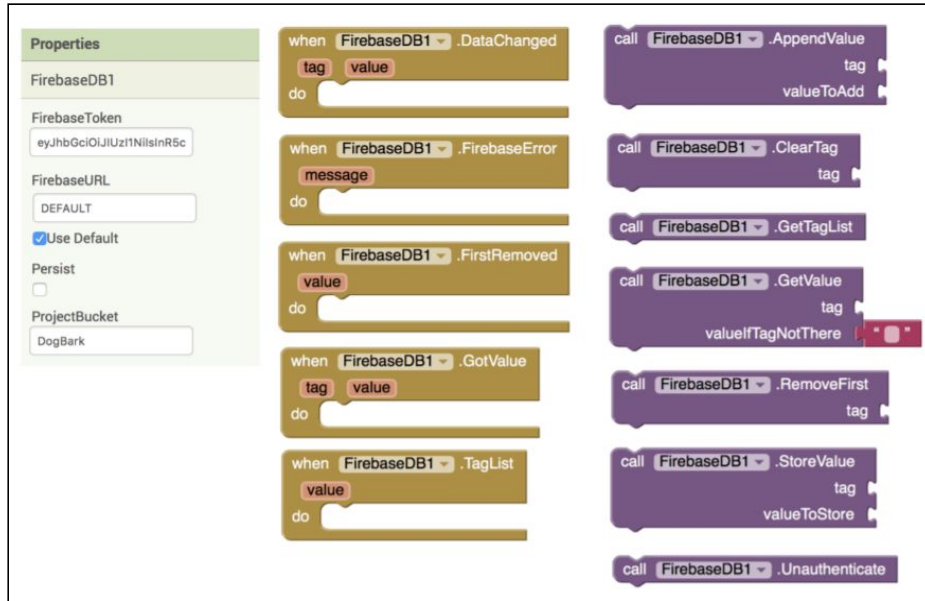 Properties
FirebaseDB1
FirebaseToken
eyJhbGciOiJIUzI1NiIsInR5c
FirebaseURL
DEFAULT
Use Default
Persist
ProjectBucket
DogBark
when FirebaseDB1 .DataChanged
tag value
do
when FirebaseDB1 .FirebaseError
message
do
when FirebaseDB1 .FirstRemoved
value
do
when FirebaseDB1 .GotValue
tag value
do
when FirebaseDB1 .TagList
value
do
call FirebaseDB1 .AppendValue
tag
valueToAdd
call FirebaseDB1 .ClearTag
tag
call FirebaseDB1 .GetTagList
call FirebaseDB1 .GetValue
tag
valueIfTagNotThere " "
call FirebaseDB1 .RemoveFirst
tag
call FirebaseDB1 .StoreValue
tag
valueToStore
call FirebaseDB1 .Unauthenticate